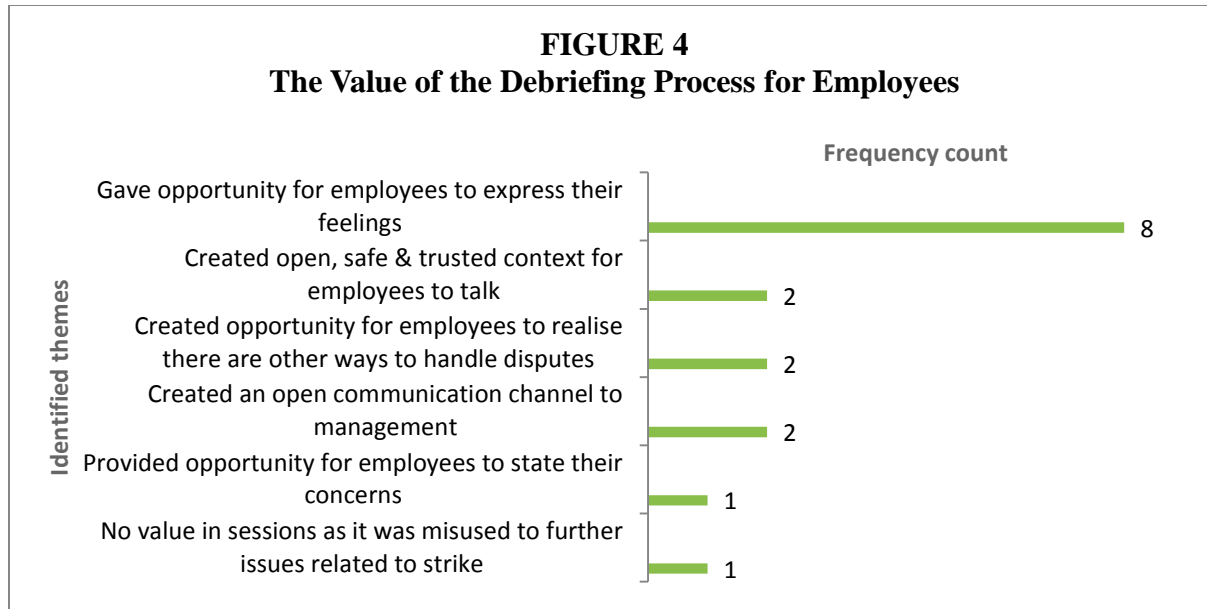 FIGURE 4
The Value of the Debriefing Process for Employees
Frequency count
Identified themes
Gave opportunity for employees to express their
feelings
8
Created open, safe & trusted context for
employees to talk
2
Created opportunity for employees to realise
there are other ways to handle disputes
2
Created an open communication channel to
management
2
Provided opportunity for employees to state their
concerns
1
No value in sessions as it was misused to further
issues related to strike
1